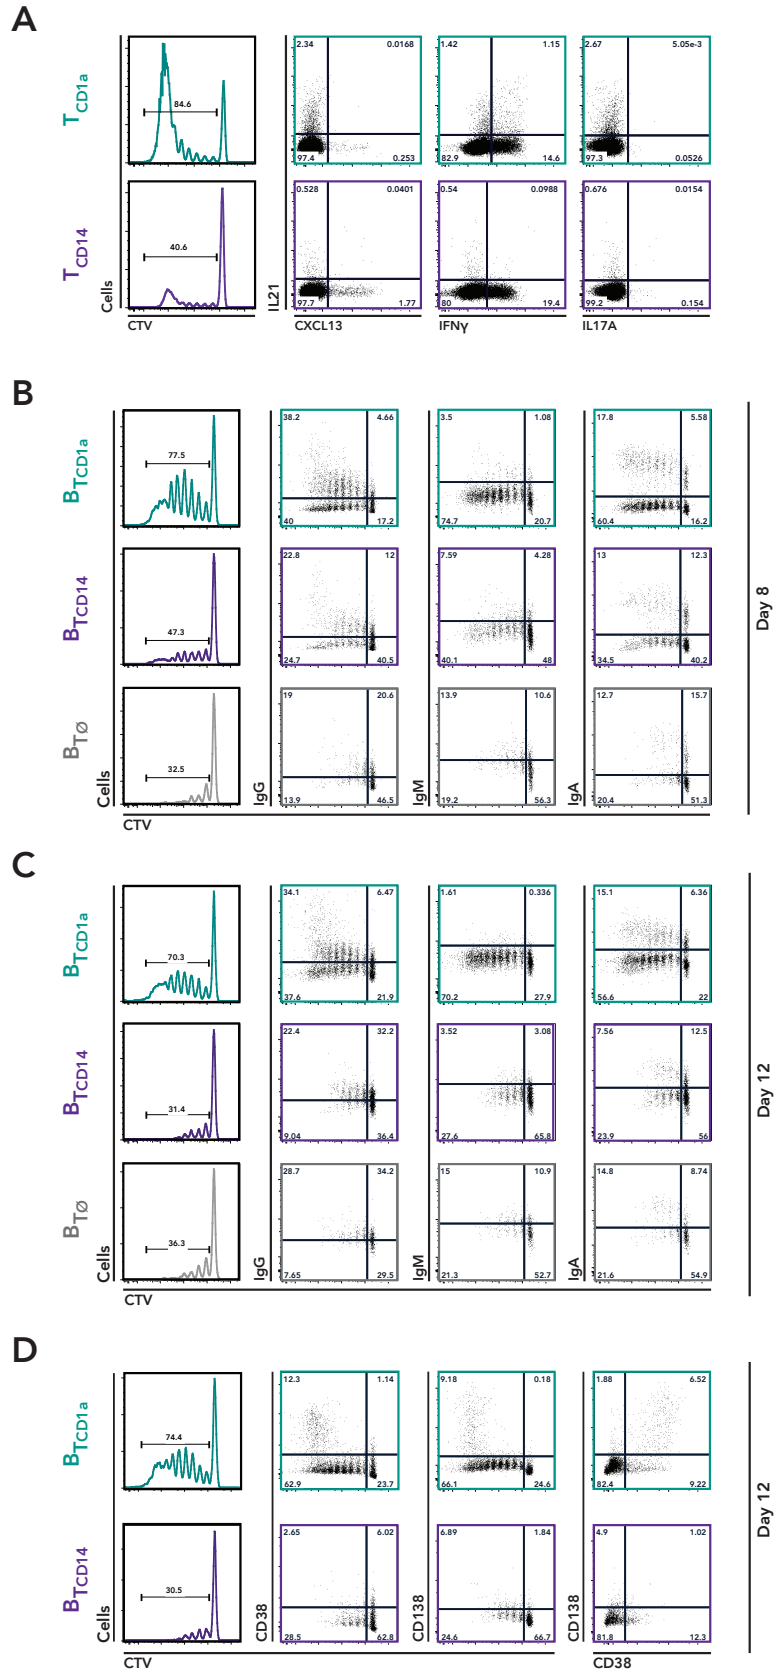 A
TCD1a
84.6
2.34 0.0168
97.4 0.253
1.42 1.15
82.9 14.6
2.67 5.05e-3
97.3 0.0526
TCD14
Cells
40.6
CTV
IL21
0.528 0.0401
97.7 1.77
CXCL13
0.54 0.0988
80 19.4
IFNγ
0.676 0.0154
99.2 0.154
IL17A
B
BTCD1a
77.5
38.2 4.66
40 17.2
3.5 1.08
74.7 20.7
17.8 5.58
60.4 16.2
BTCD14
47.3
22.8 12
24.7 40.5
7.59 4.28
40.1 48
13 12.3
34.5 40.2
Day 8
BTØ
Cells
32.5
IgG
19 20.6
13.9 46.5
IgM
13.9 10.6
19.2 56.3
IgA
12.7 15.7
20.4 51.3
CTV
C
BTCD1a
70.3
34.1 6.47
37.6 21.9
1.61 0.336
70.2 27.9
15.1 6.36
56.6 22
BTCD14
31.4
22.4 32.2
9.04 36.4
3.52 3.08
27.6 65.8
7.56 12.5
23.9 56
Day 12
BTØ
Cells
36.3
IgG
28.7 34.2
7.65 29.5
IgM
15 10.9
21.3 52.7
IgA
14.8 8.74
21.6 54.9
CTV
D
BTCD1a
74.4
12.3 1.14
62.9 23.7
9.18 0.18
66.1 24.6
1.88 6.52
82.4 9.22
Day 12
BTCD14
Cells
30.5
CD38
2.65 6.02
28.5 62.8
CD138
6.89 1.84
24.6 66.7
CD138
4.9 1.02
81.8 12.3
CTV
CD38